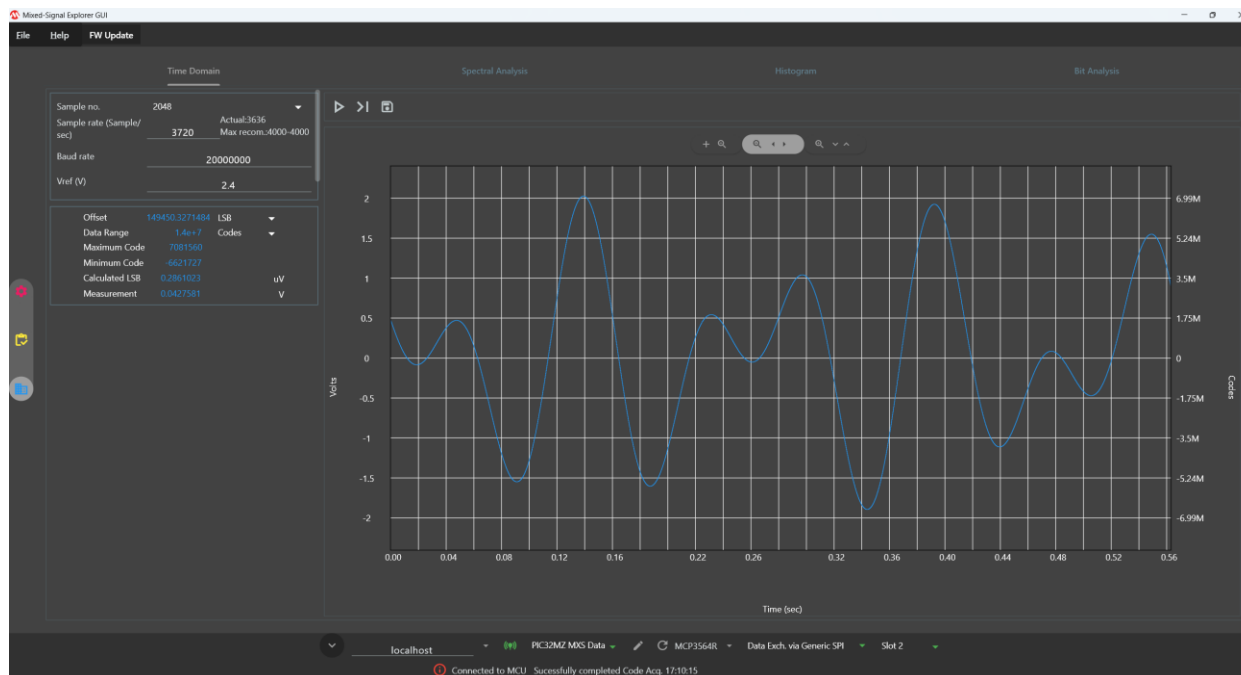 Mixed-Signal Explorer GUI
File Help FW Update
Time Domain Spectral Analysis Histogram Bit Analysis
Sample no. 2048
Sample rate (Sample/
sec) 3720
Actual:3636
Max recom.:4000-4000
Baud rate 20000000
Vref (V) 2.4
Offset 149450.3271484 LSB
Data Range 1.4e+7 Codes
Maximum Code 7081560
Minimum Code -6621727
Calculated LSB 0.2861023 uV
Measurement 0.0427581 V
2 6.99M
1.5 5.24M
1 3.5M
0.5 1.75M
0 0
-0.5 -1.75M
-1 -3.5M
-1.5 -5.24M
-2 -6.99M
Volts
Codes
0.00 0.04 0.08 0.12 0.16 0.22 0.26 0.32 0.36 0.40 0.44 0.48 0.52 0.56
Time (sec)
localhost PIC32MZ MXS Data MCP3564R Data Exch. via Generic SPI Slot 2
Connected to MCU Sucessfully completed Code Acq. 17:10:15